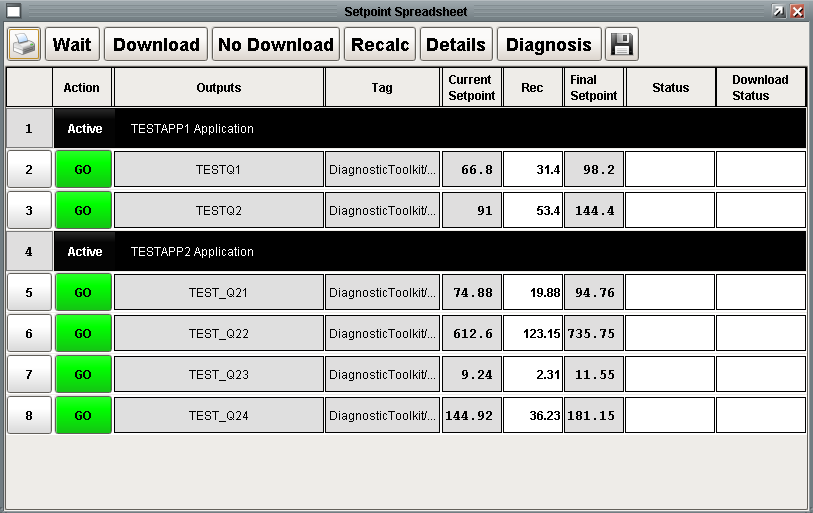 Setpoint Spreadsheet
Wait Download No Download Recalc Details Diagnosis
Action Outputs Tag Current Setpoint Rec Final Setpoint Status Download Status
1 Active TESTAPP1 Application
2 GO TESTQ1 DiagnosticToolkit/... 66.8 31.4 98.2
3 GO TESTQ2 DiagnosticToolkit/... 91 53.4 144.4
4 Active TESTAPP2 Application
5 GO TEST_Q21 DiagnosticToolkit/... 74.88 19.88 94.76
6 GO TEST_Q22 DiagnosticToolkit/... 612.6 123.15 735.75
7 GO TEST_Q23 DiagnosticToolkit/... 9.24 2.31 11.55
8 GO TEST_Q24 DiagnosticToolkit/... 144.92 36.23 181.15